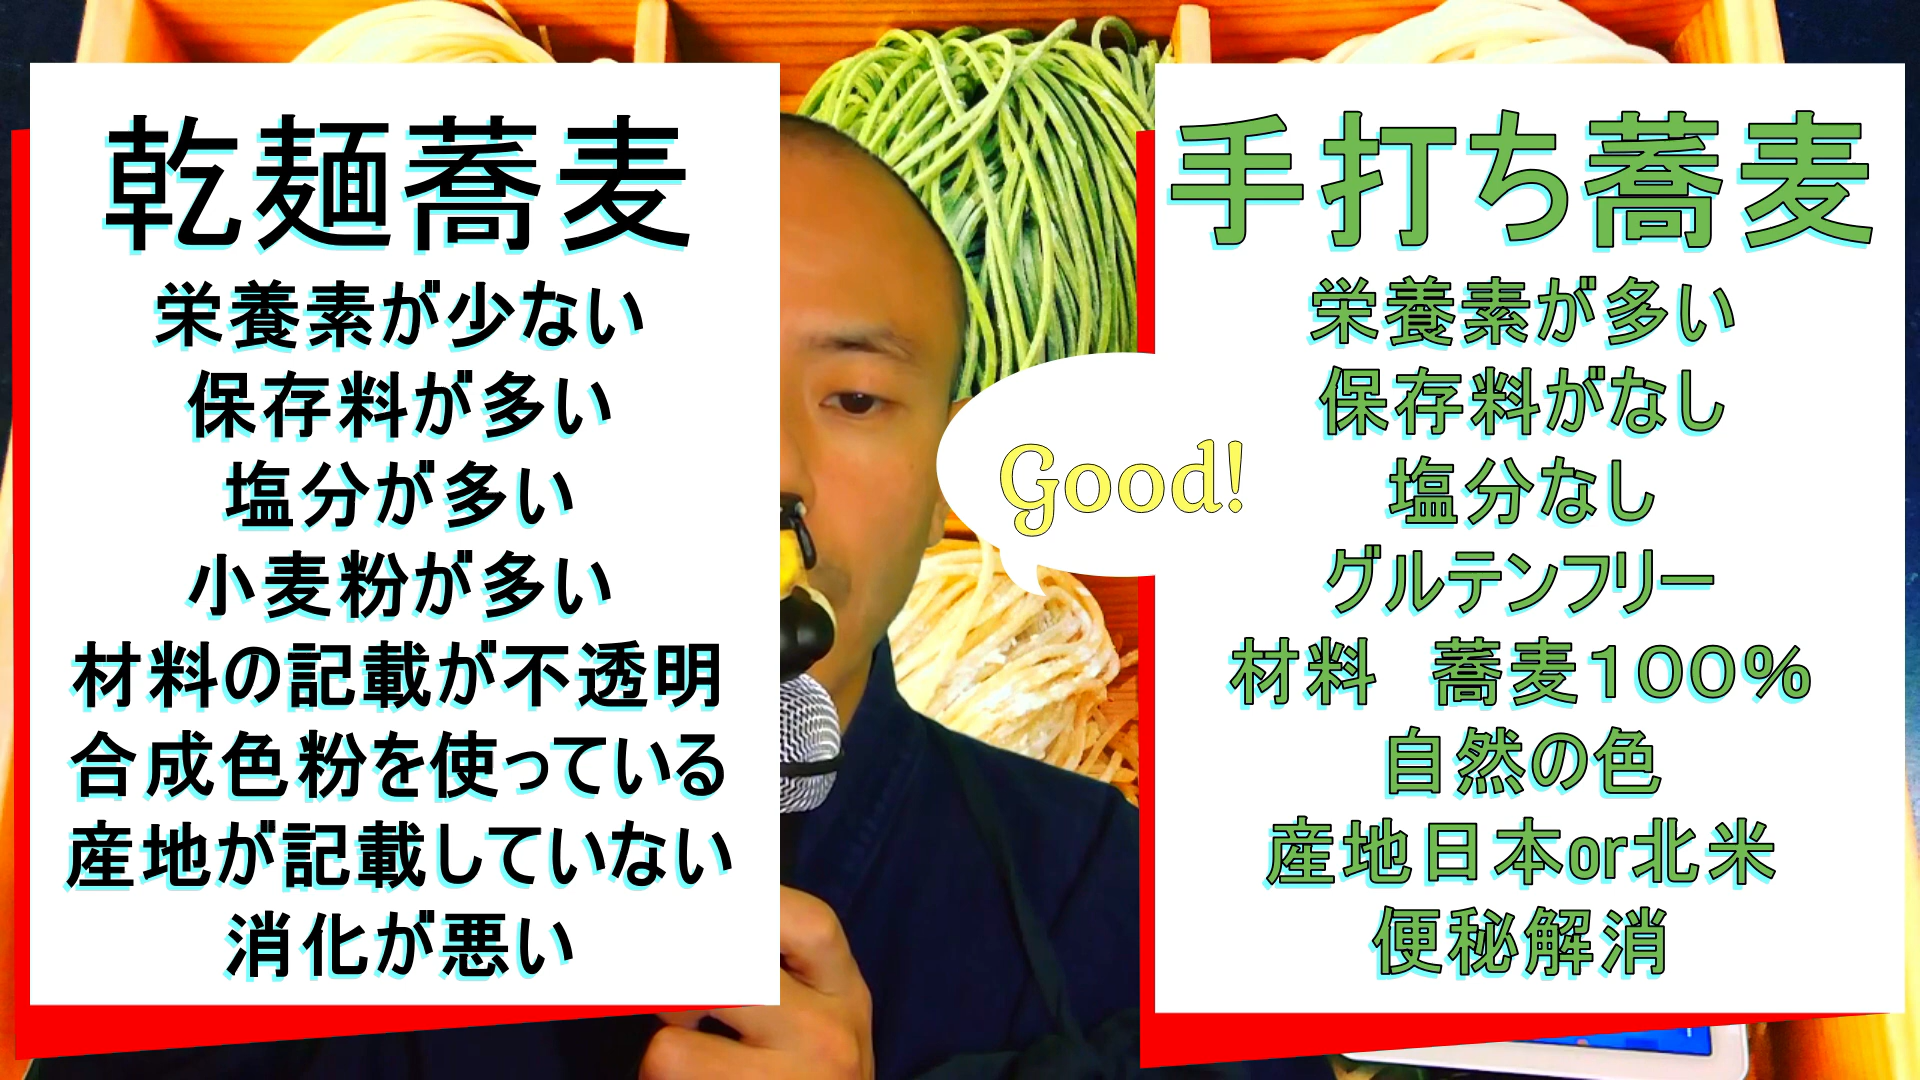 乾麺蕎麦
栄養素が少ない
保存料が多い
塩分が多い
小麦粉が多い
材料の記載が不透明
合成色粉を使っている
産地が記載していない
消化が悪い
Good!
手打ち蕎麦
栄養素が多い
保存料がなし
塩分なし
グルテンフリー
材料　蕎麦１００％
自然の色
産地日本or北米
便秘解消